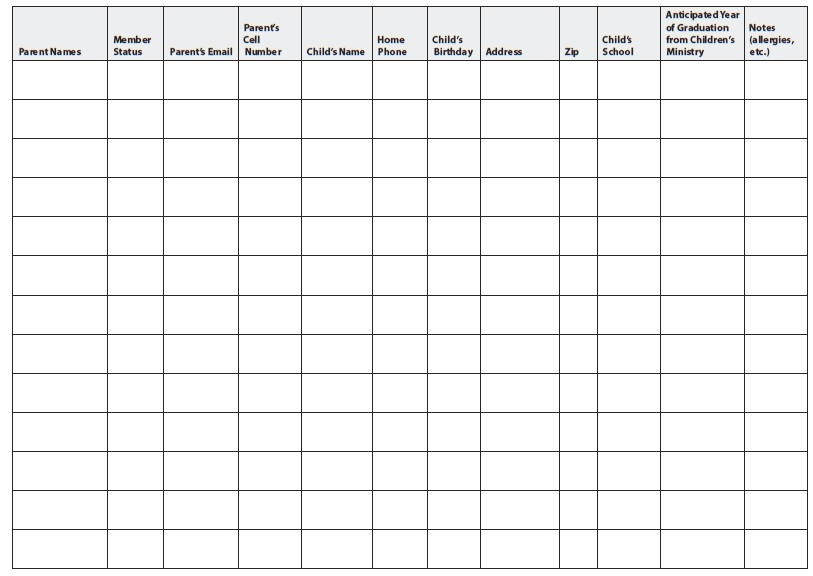 Parent Names
Member
Status
Parent's Email
Parent's
Cell
Number
Child's Name
Home
Phone
Child's
Birthday
Address
Zip
Child's
School
Anticipated Year
of Graduation
from Children's
Ministry
Notes
(allergies,
etc.)